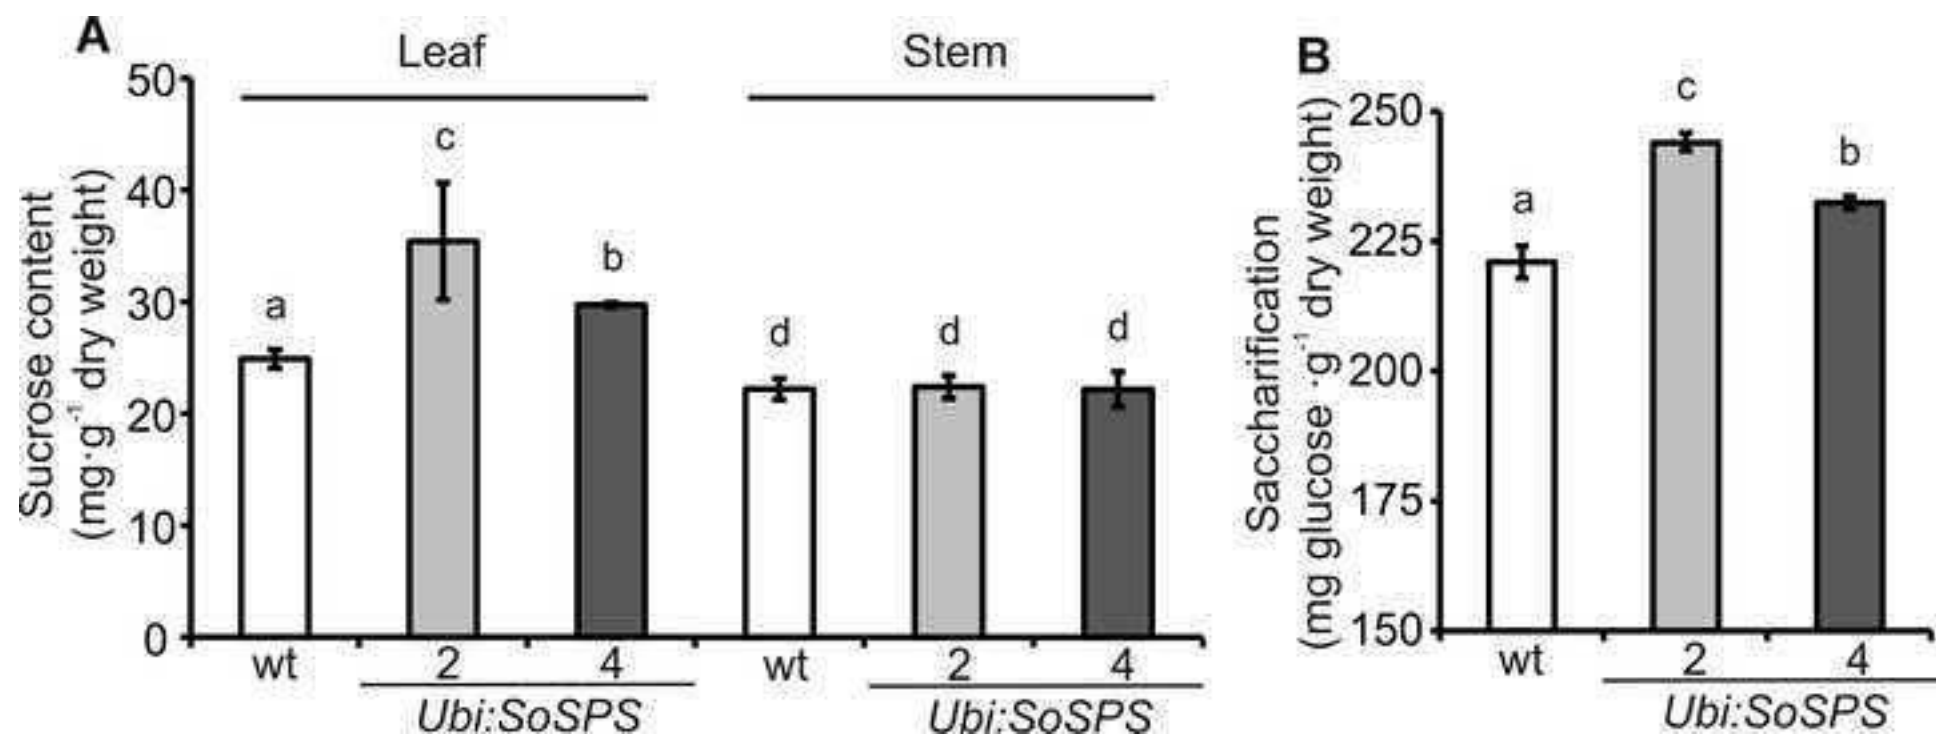 A
Leaf
Stem
Sucrose content
(mg·g⁻¹ dry weight)
50
40
30
20
10
0
a
c
b
d
d
d
wt
2
4
wt
2
4
Ubi:SoSPS
Ubi:SoSPS
B
Saccharification
(mg glucose ·g⁻¹ dry weight)
250
225
200
175
150
a
c
b
wt
2
4
Ubi:SoSPS